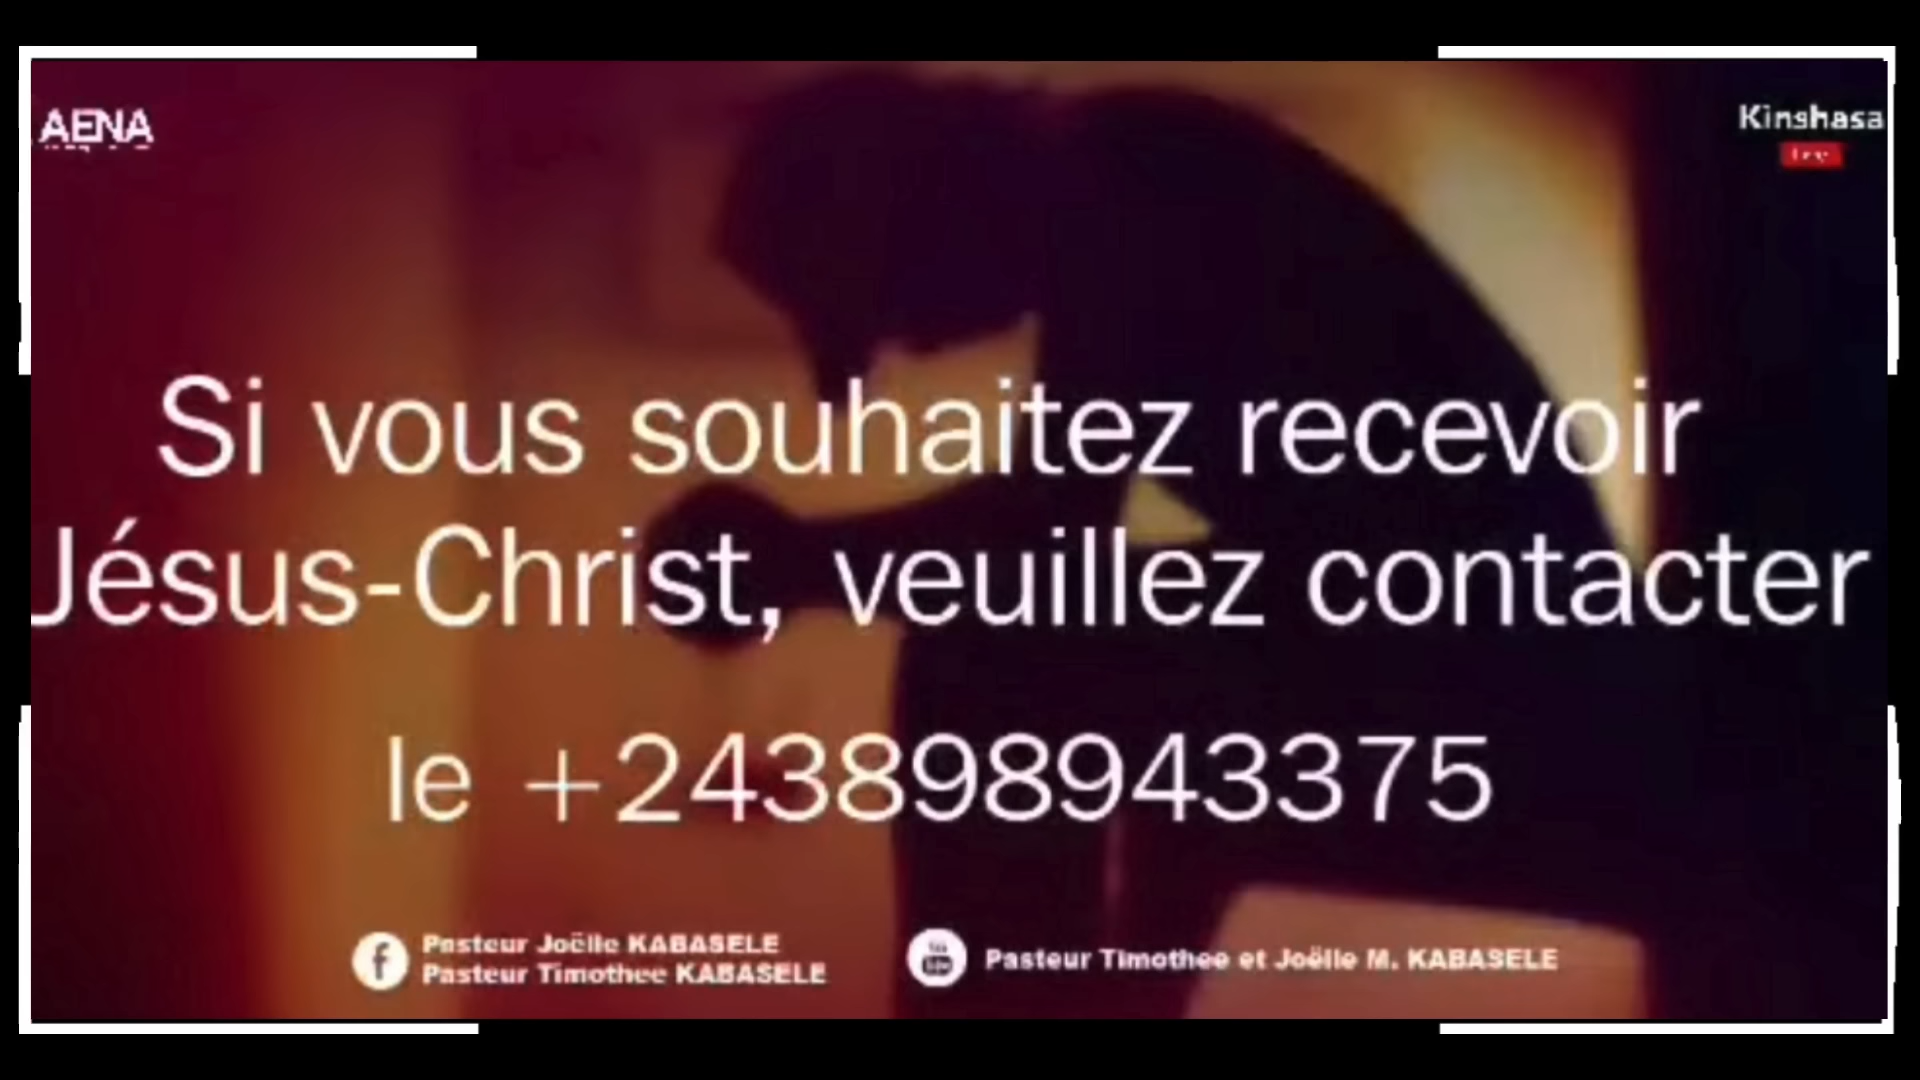 AENA
Kinshasa
Si vous souhaitez recevoir
Jésus-Christ, veuillez contacter
le +243898943375
Pasteur Joëlle KABASELE
Pasteur Timothee KABASELE
Pasteur Timothee et Joëlle M. KABASELE